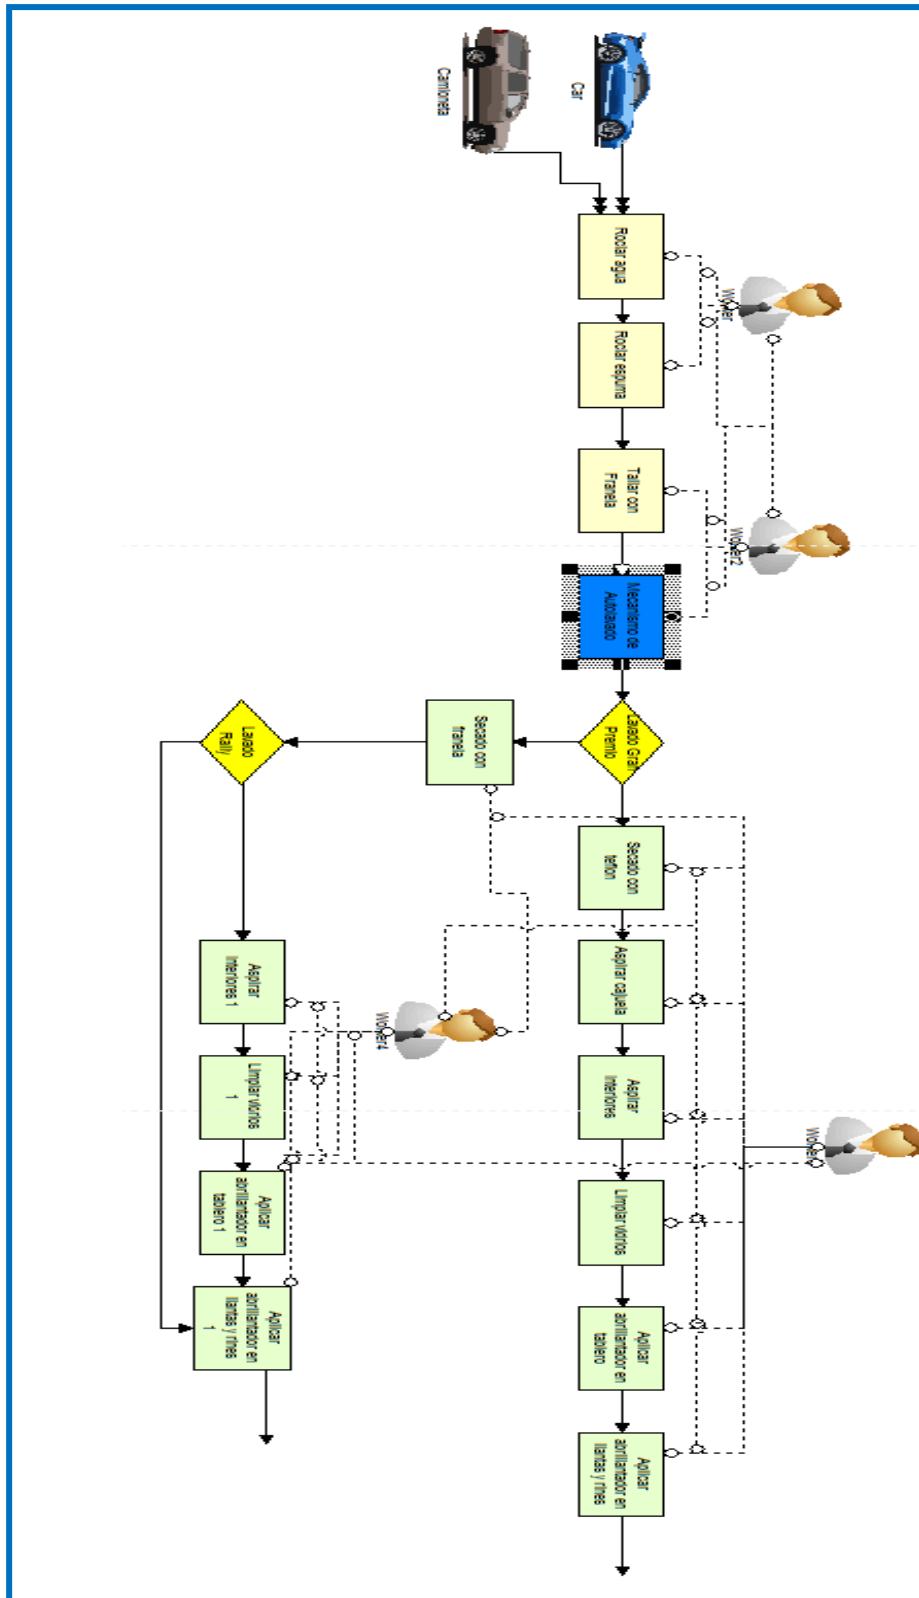 Car
Camioneta
Rociar agua
Rociar espuma
Tallar con
Franela
Mecanismo de
Autolavado
Worker
Worker2
Lavado Gran
Premio
Secado con
franela
Lavado
Rally
Secado con
teflon
Aspirar cajuela
Aspirar
Interiores
Limpiar vidrios
Aplicar
abrillantador en
tablero
Aplicar
abrillantador en
llantas y rines
Aspirar
Interiores 1
Limpiar vidrios
1
Aplicar
abrillantador en
tablero 1
Aplicar
abrillantador en
llantas y rines
1
Worker4